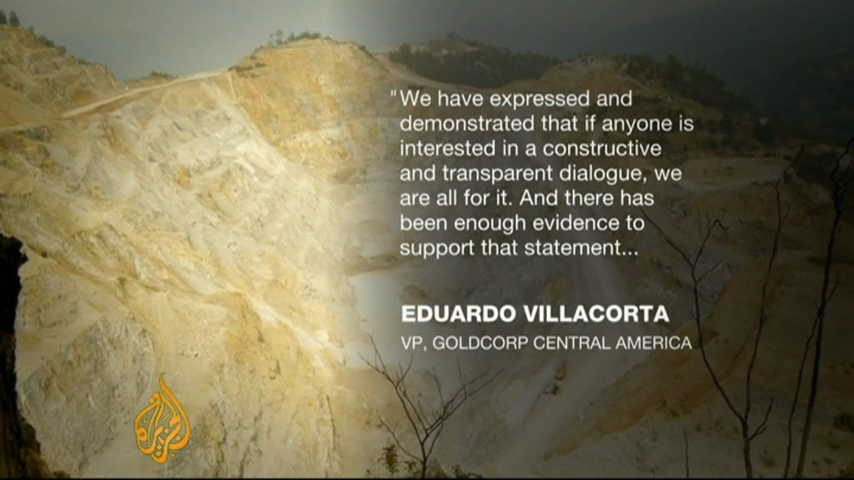 "We have expressed and
demonstrated that if anyone is
interested in a constructive
and transparent dialogue, we
are all for it. And there has
been enough evidence to
support that statement...
EDUARDO VILLACORTA
VP, GOLDCORP CENTRAL AMERICA
الجزيرة